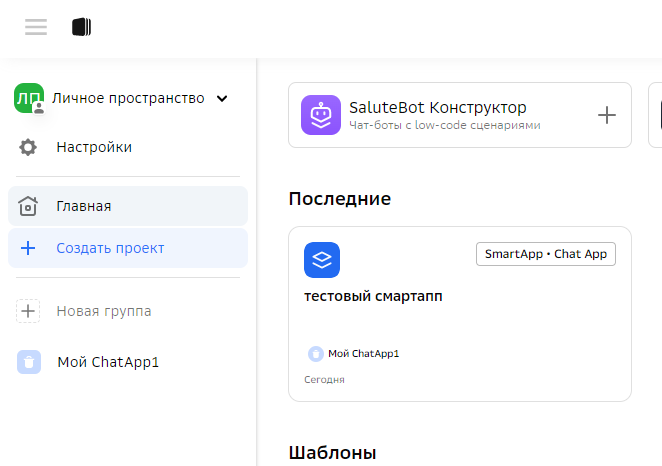 ЛП Личное пространство
Настройки
Главная
Создать проект
Новая группа
Мой ChatApp1
SaluteBot Конструктор
Чат-боты с low-code сценариями
Последние
SmartApp • Chat App
тестовый смартапп
Мой ChatApp1
Сегодня
Шаблоны